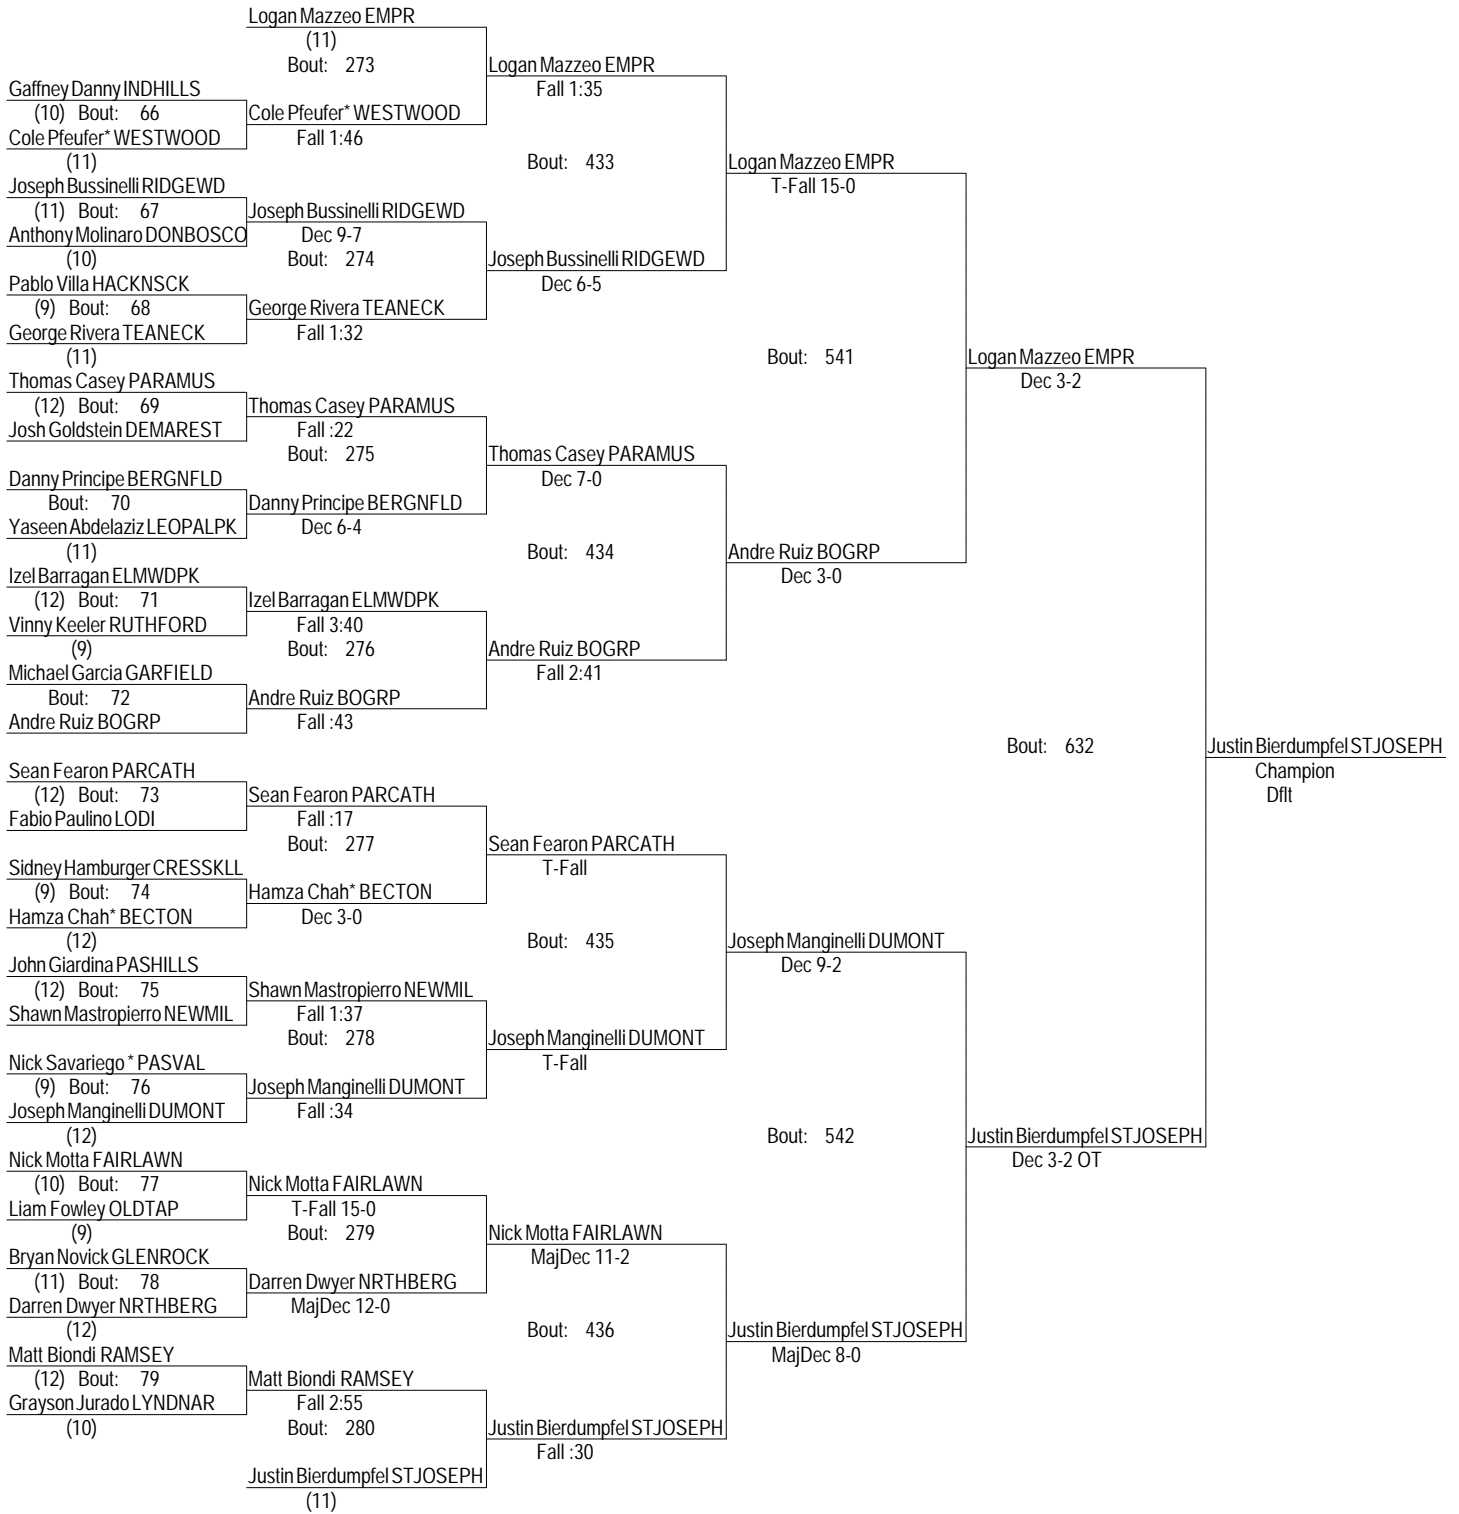 Logan Mazzeo EMPR
(11)
Bout: 273
Logan Mazzeo EMPR
Fall 1:35
Gaffney Danny INDHILLS
(10) Bout: 66
Cole Pfeufer* WESTWOOD
Fall 1:46
Cole Pfeufer* WESTWOOD
(11)
Bout: 433
Logan Mazzeo EMPR
T-Fall 15-0
Joseph Bussinelli RIDGEWD
(11) Bout: 67
Joseph Bussinelli RIDGEWD
Dec 9-7
Anthony Molinaro DONBOSCO
(10)
Bout: 274
Joseph Bussinelli RIDGEWD
Dec 6-5
Pablo Villa HACKNSCK
(9) Bout: 68
George Rivera TEANECK
Fall 1:32
George Rivera TEANECK
(11)
Bout: 541
Logan Mazzeo EMPR
Dec 3-2
Thomas Casey PARAMUS
(12) Bout: 69
Thomas Casey PARAMUS
Fall :22
Josh Goldstein DEMAREST
Bout: 275
Thomas Casey PARAMUS
Dec 7-0
Danny Principe BERGNFLD
Bout: 70
Danny Principe BERGNFLD
Dec 6-4
Yaseen Abdelaziz LEOPALPK
(11)
Bout: 434
Andre Ruiz BOGRP
Dec 3-0
Izel Barragan ELMWDPK
(12) Bout: 71
Izel Barragan ELMWDPK
Fall 3:40
Vinny Keeler RUTHFORD
(9)
Bout: 276
Andre Ruiz BOGRP
Fall 2:41
Michael Garcia GARFIELD
Bout: 72
Andre Ruiz BOGRP
Fall :43
Andre Ruiz BOGRP
Bout: 632
Justin Bierdumpfel STJOSEPH
Champion
Dflt
Sean Fearon PARCATH
(12) Bout: 73
Sean Fearon PARCATH
Fall :17
Fabio Paulino LODI
Bout: 277
Sean Fearon PARCATH
T-Fall
Sidney Hamburger CRESSKLL
(9) Bout: 74
Hamza Chah* BECTON
Dec 3-0
Hamza Chah* BECTON
(12)
Bout: 435
Joseph Manginelli DUMONT
Dec 9-2
John Giardina PASHILLS
(12) Bout: 75
Shawn Mastropierro NEWMIL
Fall 1:37
Shawn Mastropierro NEWMIL
Bout: 278
Joseph Manginelli DUMONT
T-Fall
Nick Savariego * PASVAL
(9) Bout: 76
Joseph Manginelli DUMONT
Fall :34
Joseph Manginelli DUMONT
(12)
Bout: 542
Justin Bierdumpfel STJOSEPH
Dec 3-2 OT
Nick Motta FAIRLAWN
(10) Bout: 77
Nick Motta FAIRLAWN
T-Fall 15-0
Liam Fowley OLDTAP
(9)
Bout: 279
Nick Motta FAIRLAWN
MajDec 11-2
Bryan Novick GLENROCK
(11) Bout: 78
Darren Dwyer NRTHBERG
MajDec 12-0
Darren Dwyer NRTHBERG
(12)
Bout: 436
Justin Bierdumpfel STJOSEPH
MajDec 8-0
Matt Biondi RAMSEY
(12) Bout: 79
Matt Biondi RAMSEY
Fall 2:55
Grayson Jurado LYNDNAR
(10)
Bout: 280
Justin Bierdumpfel STJOSEPH
Fall :30
Justin Bierdumpfel STJOSEPH
(11)